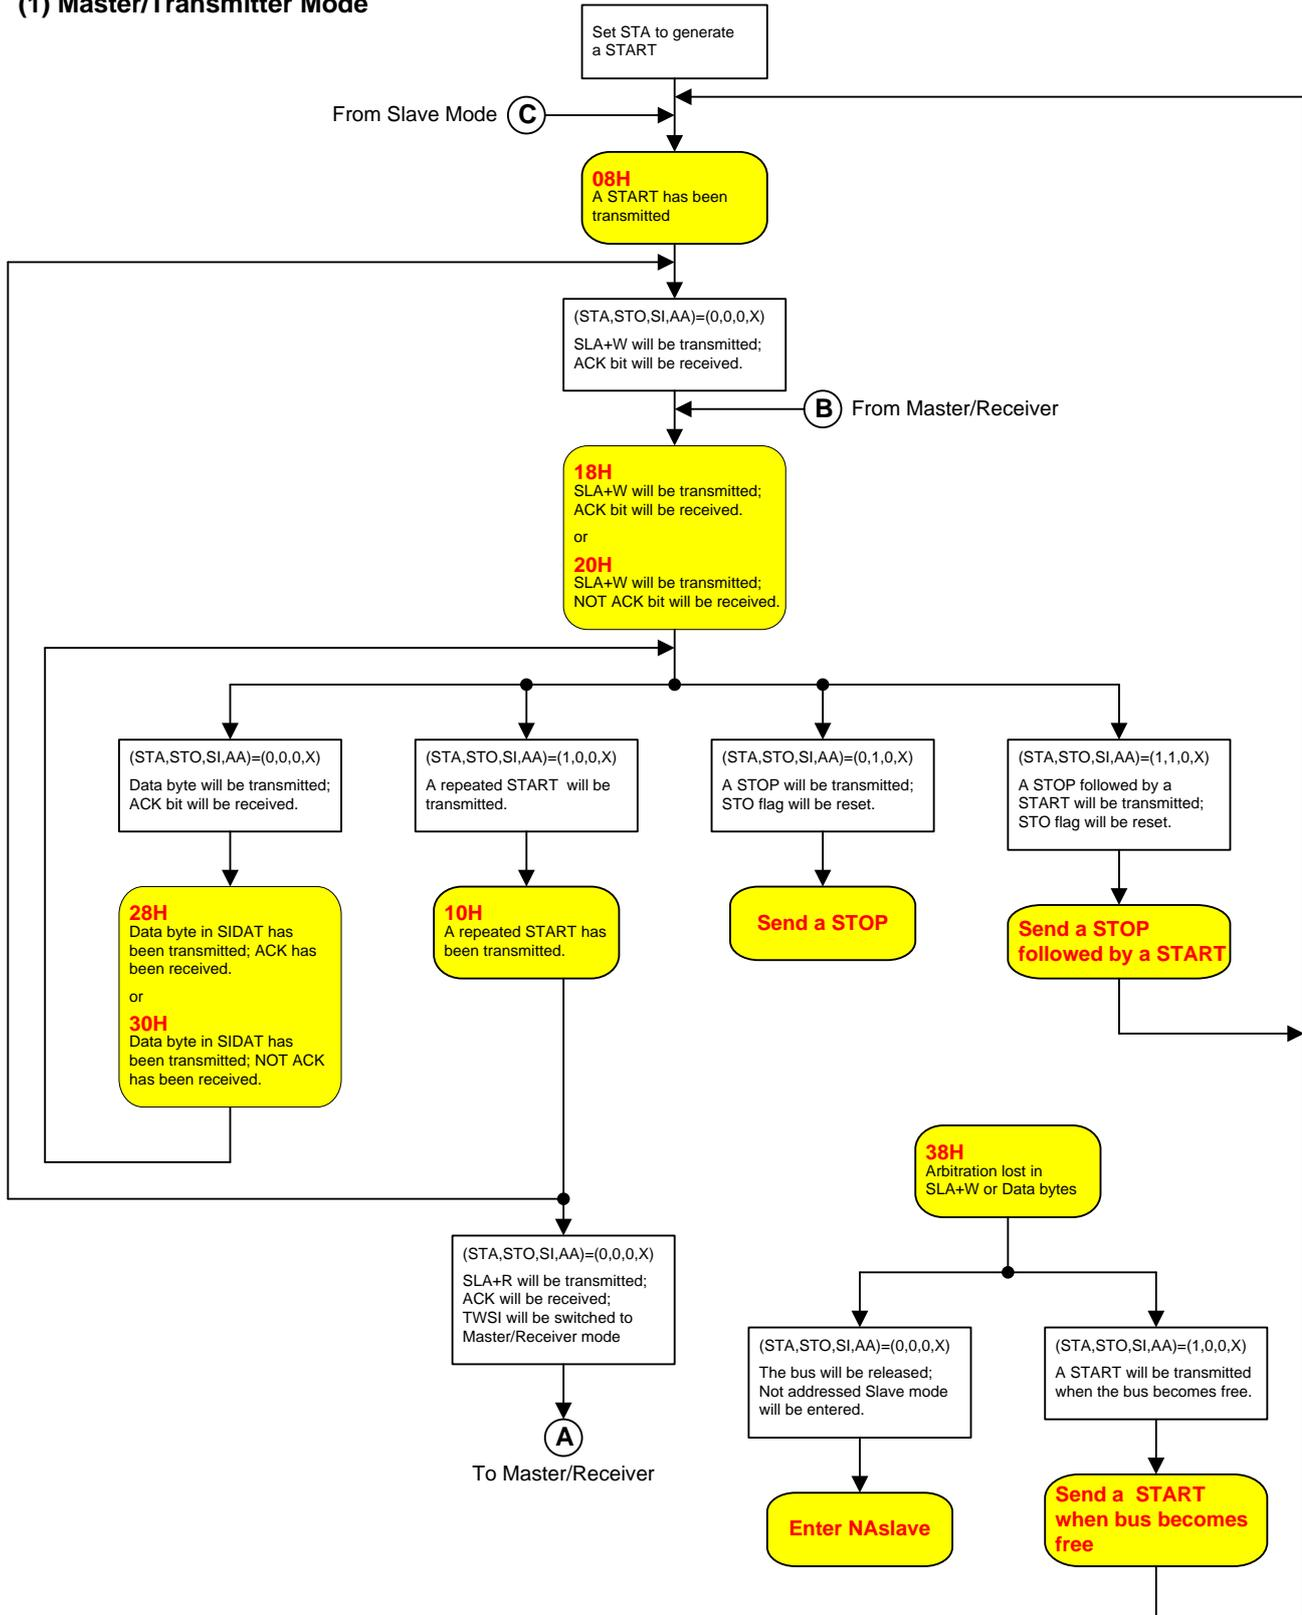 (1) Master/Transmitter Mode
Set STA to generate
a START
From Slave Mode
C
08H
A START has been
transmitted
(STA,STO,SI,AA)=(0,0,0,X)
SLA+W will be transmitted;
ACK bit will be received.
B
From Master/Receiver
18H
SLA+W will be transmitted;
ACK bit will be received.
or
20H
SLA+W will be transmitted;
NOT ACK bit will be received.
(STA,STO,SI,AA)=(0,0,0,X)
Data byte will be transmitted;
ACK bit will be received.
(STA,STO,SI,AA)=(1,0,0,X)
A repeated START will be
transmitted.
(STA,STO,SI,AA)=(0,1,0,X)
A STOP will be transmitted;
STO flag will be reset.
(STA,STO,SI,AA)=(1,1,0,X)
A STOP followed by a
START will be transmitted;
STO flag will be reset.
28H
Data byte in SIDAT has
been transmitted; ACK has
been received.
or
30H
Data byte in SIDAT has
been transmitted; NOT ACK
has been received.
10H
A repeated START has
been transmitted.
Send a STOP
Send a STOP
followed by a START
38H
Arbitration lost in
SLA+W or Data bytes
(STA,STO,SI,AA)=(0,0,0,X)
SLA+R will be transmitted;
ACK will be received;
TWSI will be switched to
Master/Receiver mode
A
To Master/Receiver
(STA,STO,SI,AA)=(0,0,0,X)
The bus will be released;
Not addressed Slave mode
will be entered.
(STA,STO,SI,AA)=(1,0,0,X)
A START will be transmitted
when the bus becomes free.
Enter NAslave
Send a START
when bus becomes
free